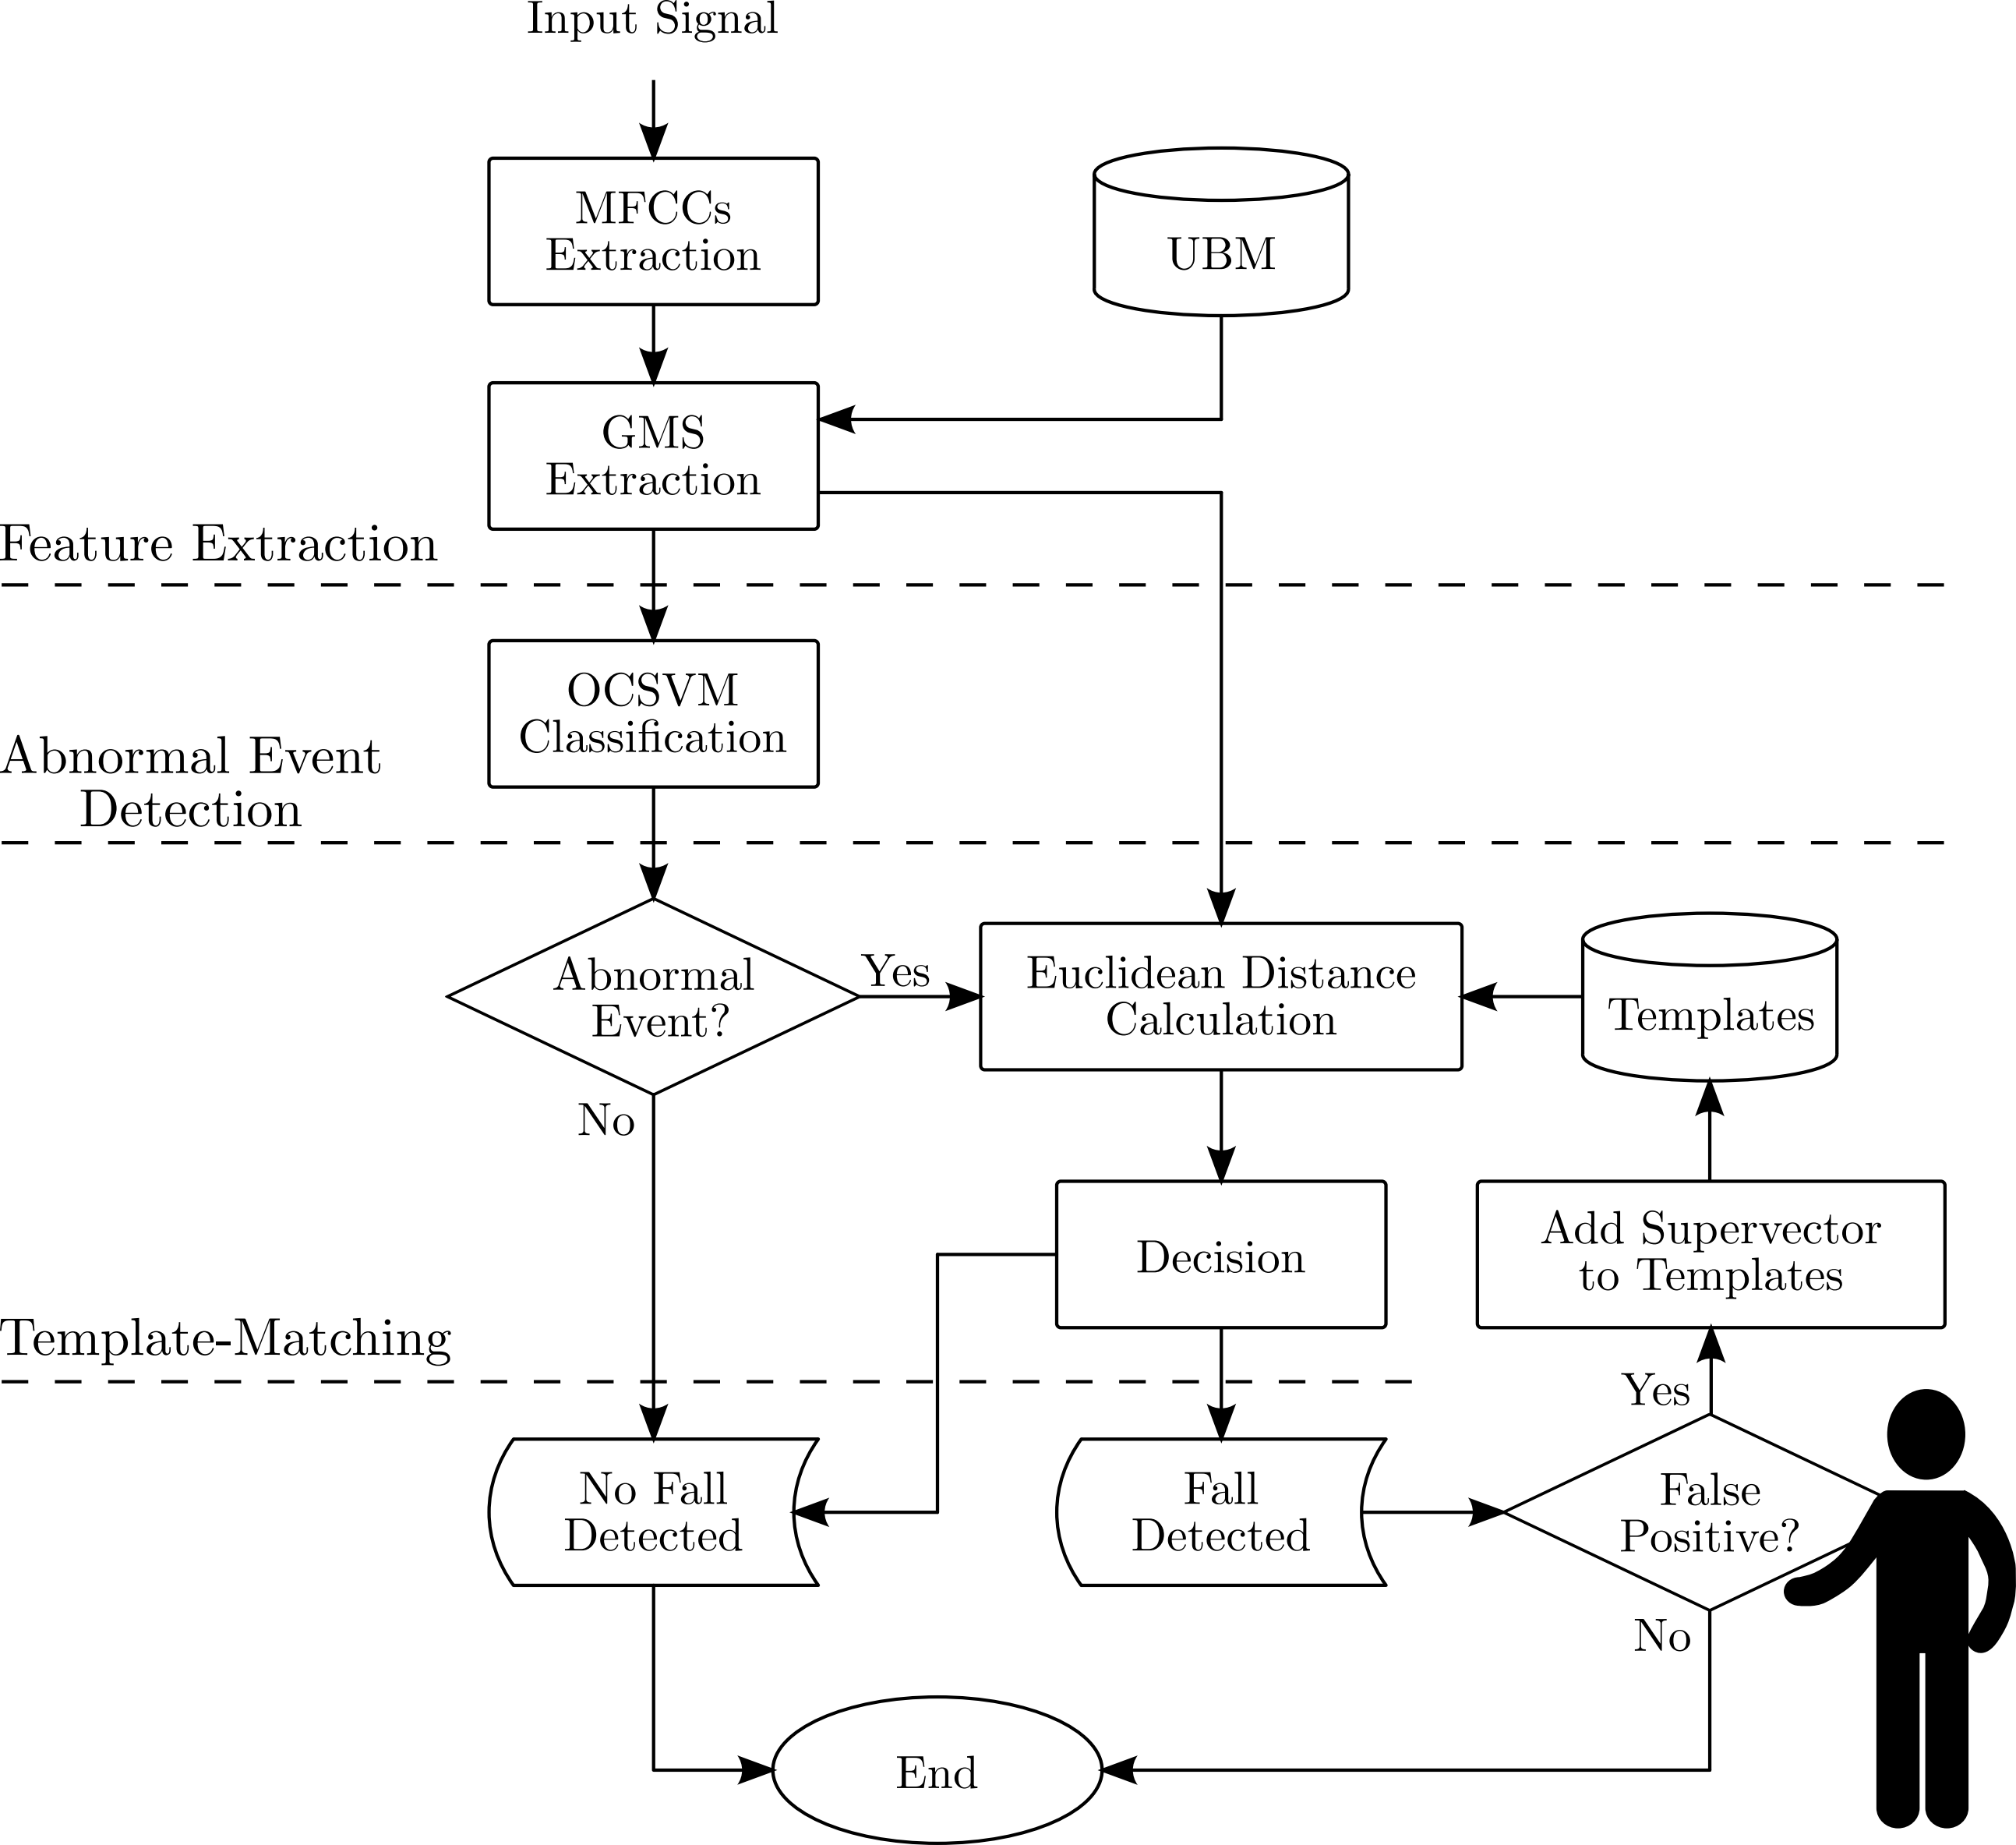 Input Signal
MFCCs
Extraction
UBM
GMS
Extraction
Feature Extraction
OCSVM
Classification
Abnormal Event
Detection
Abnormal
Event?
Yes
Euclidean Distance
Calculation
Templates
No
Decision
Add Supervector
to Templates
Template-Matching
Yes
No Fall
Detected
Fall
Detected
False
Positive?
No
End